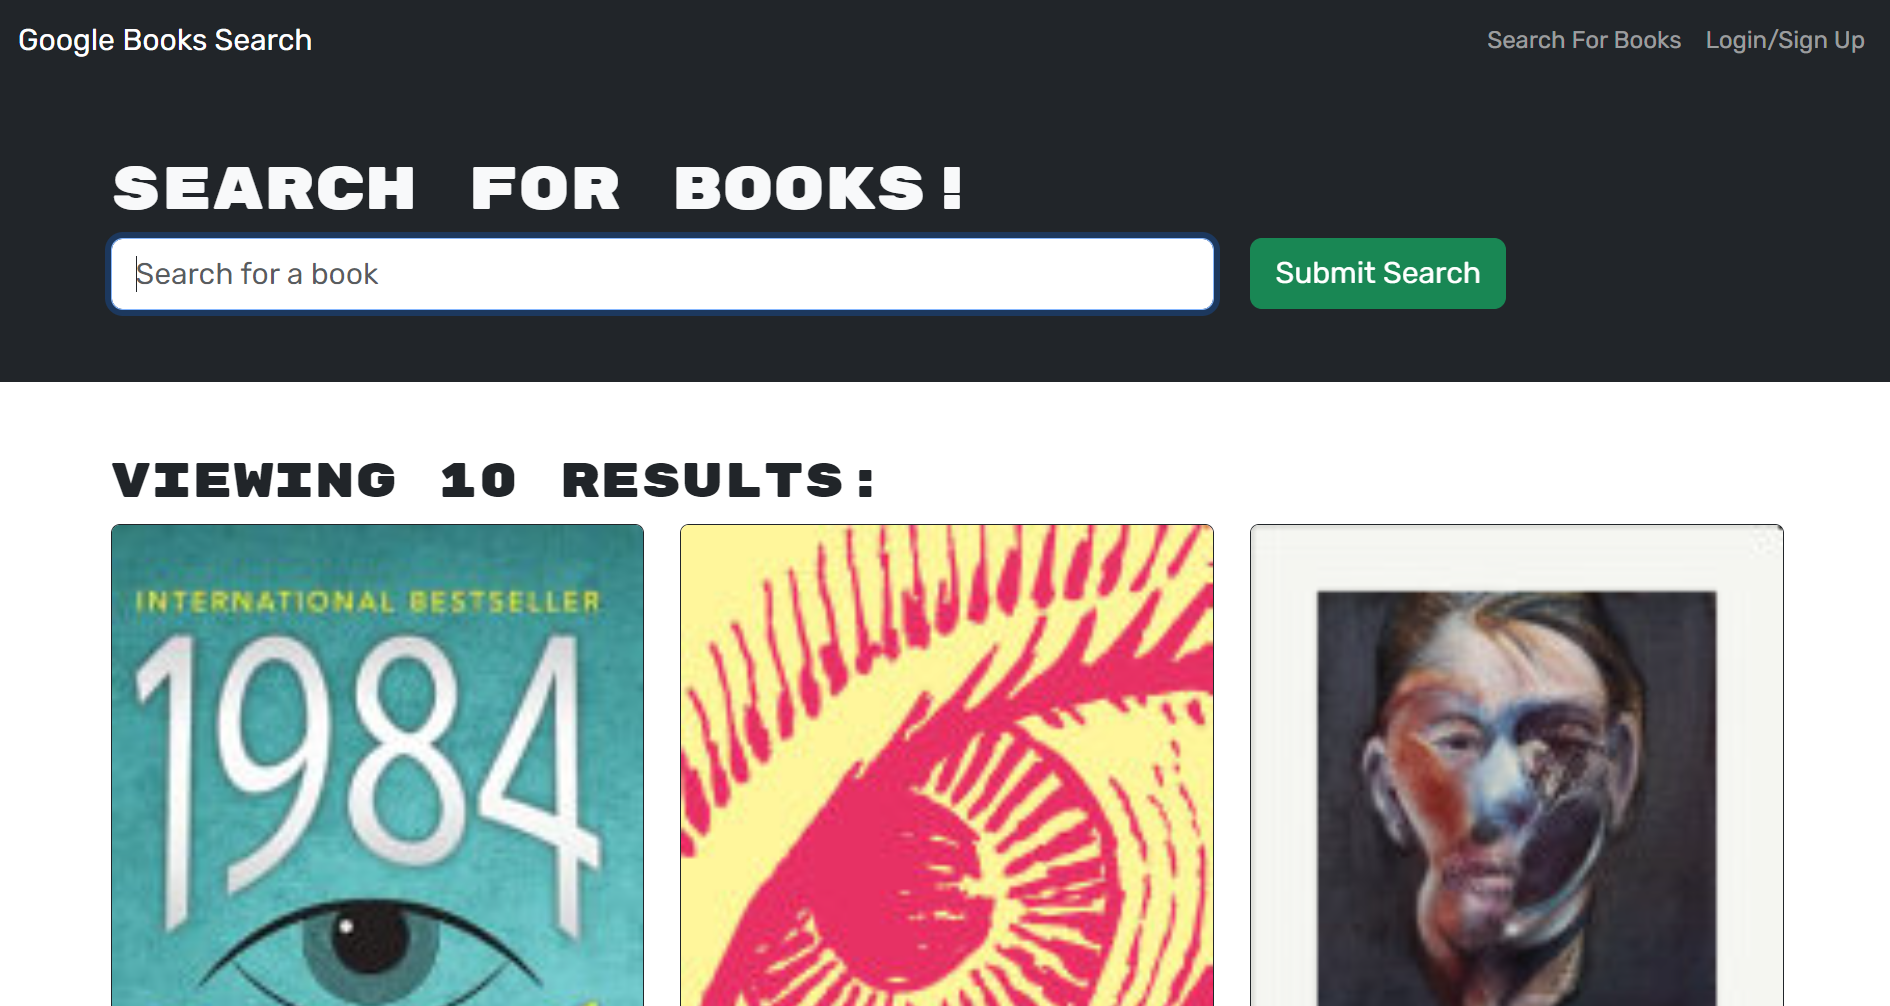 Google Books Search
Search For Books
Login/Sign Up
SEARCH FOR BOOKS!
Search for a book
Submit Search
VIEWING 10 RESULTS:
INTERNATIONAL BESTSELLER
1984